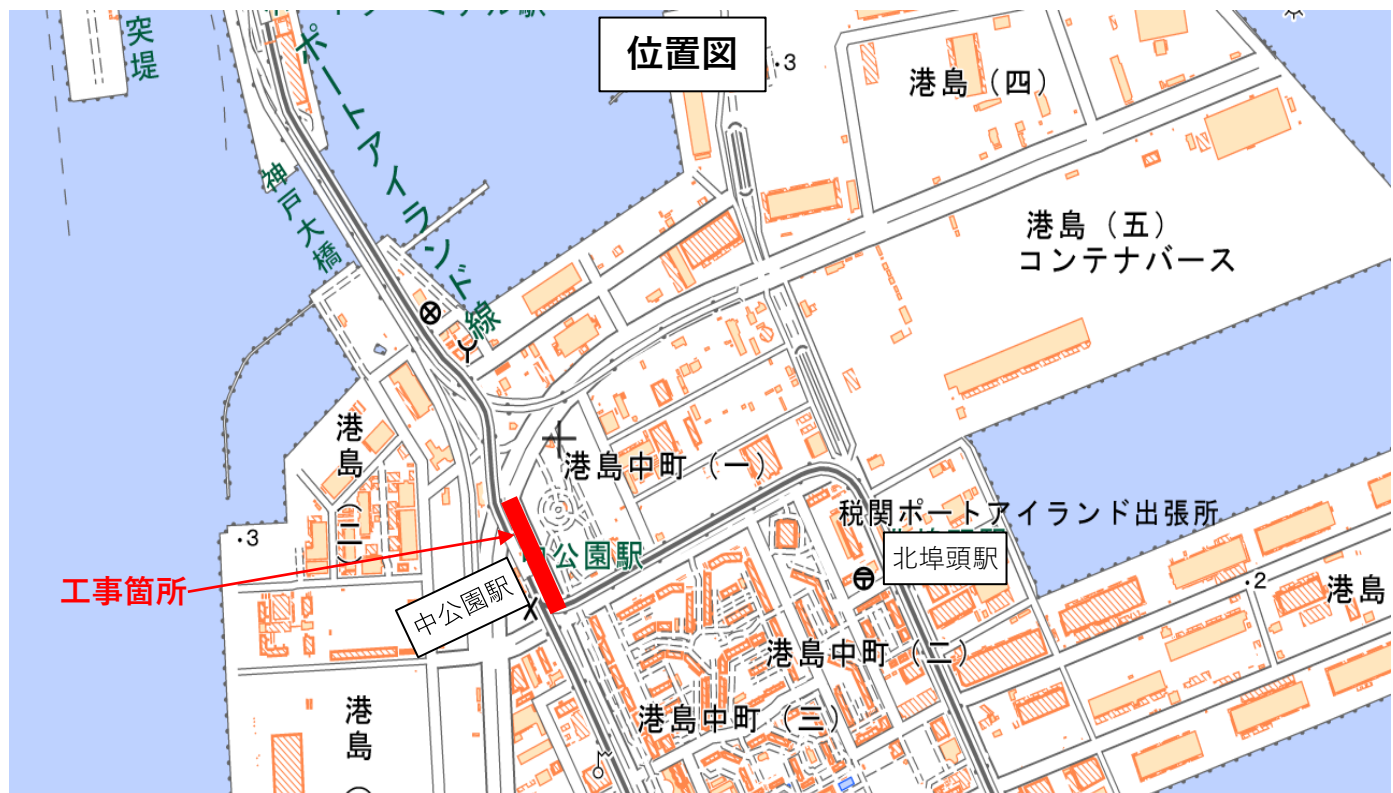 位置図
突堤
ポートアイランド線
神戸大橋
・3
港島（四）
港島（五）
コンテナバース
港島（二）
港島中町（一）
・3
税関ポートアイランド出張所
工事箇所
中公園駅
中公園駅
北埠頭駅
・2
港島
港島中町（二）
港島
港島中町（三）